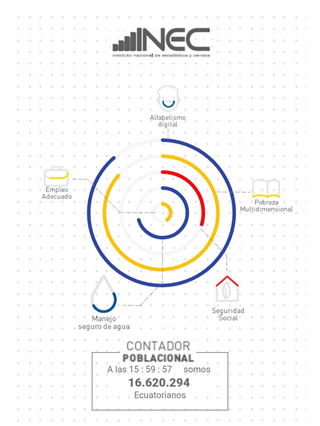 INEC
instituto nacional de estadística y censos
Alfabetismo
digital
Empleo
Adecuado
Pobreza
Multidimensional
Manejo
seguro de agua
Seguridad
Social
CONTADOR
POBLACIONAL
A las 15 : 59 : 57 somos
16.620.294
Ecuatorianos